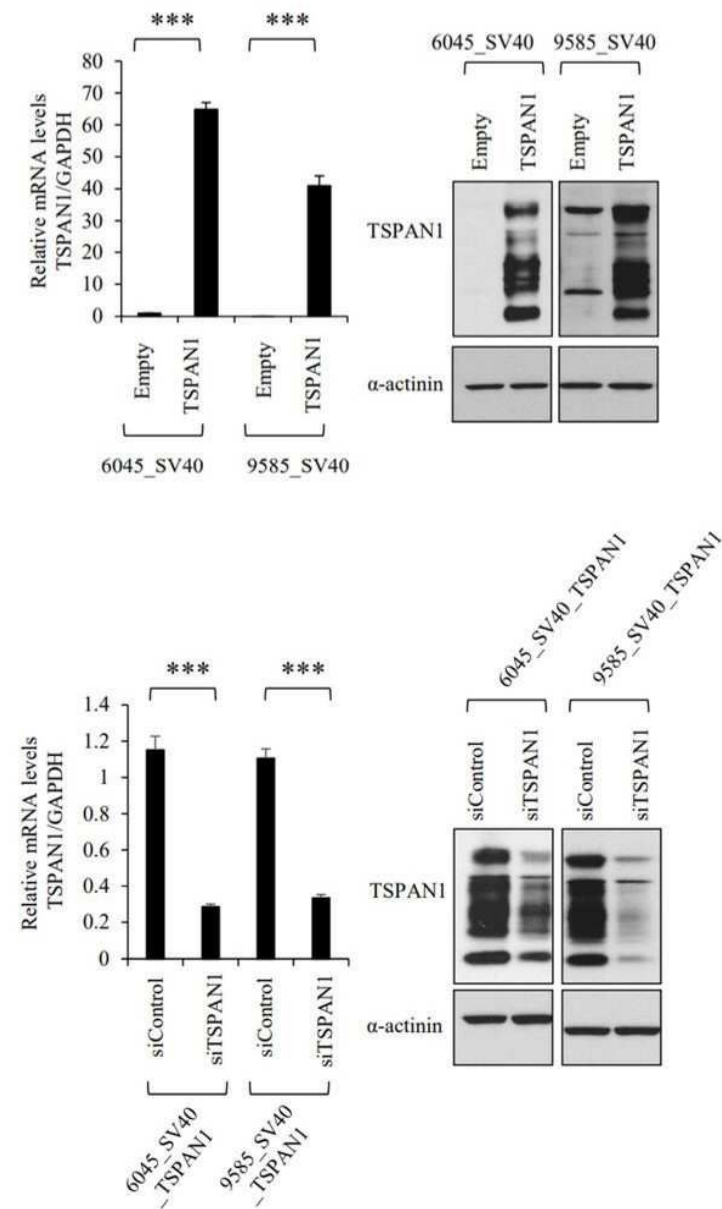 *** ***
Relative mRNA levels
TSPAN1/GAPDH
80
70
60
50
40
30
20
10
0
Empty
TSPAN1
Empty
TSPAN1
6045_SV40
9585_SV40
6045_SV40 9585_SV40
Empty
TSPAN1
Empty
TSPAN1
TSPAN1
α-actinin
*** ***
Relative mRNA levels
TSPAN1/GAPDH
1.4
1.2
1
0.8
0.6
0.4
0.2
0
siControl
siTSPAN1
siControl
siTSPAN1
6045_SV40
_TSPAN1
9585_SV40
_TSPAN1
6045_SV40_TSPAN1
9585_SV40_TSPAN1
siControl
siTSPAN1
siControl
siTSPAN1
TSPAN1
α-actinin